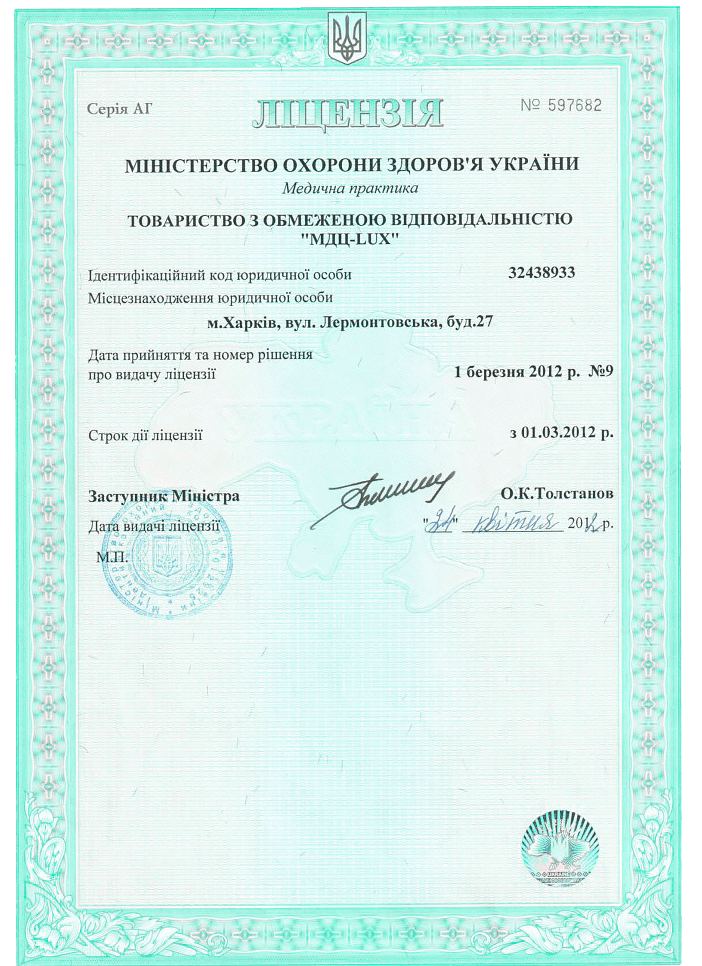 Серія АГ
ЛІЦЕНЗІЯ
№ 597682
МІНІСТЕРСТВО ОХОРОНИ ЗДОРОВ'Я УКРАЇНИ
Медична практика
ТОВАРИСТВО З ОБМЕЖЕНОЮ ВІДПОВІДАЛЬНІСТЮ
"МДЦ-LUX"
Ідентифікаційний код юридичної особи 32438933
Місцезнаходження юридичної особи
м.Харків, вул. Лермонтовська, буд.27
Дата прийняття та номер рішення
про видачу ліцензії 1 березня 2012 р. №9
Строк дії ліцензії з 01.03.2012 р.
Заступник Міністра О.К.Толстанов
Дата видачі ліцензії "24" квітня 2012 р.
М.П.
UKRAINE